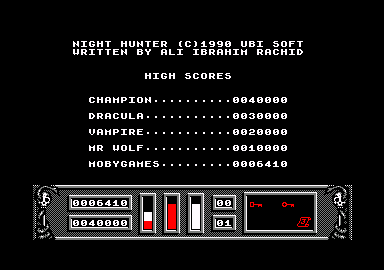 NIGHT HUNTER (C)1990 UBI SOFT
WRITTEN BY ALI IBRAHIM RACHID
HIGH SCORES
CHAMPION..........0040000
DRACULA...........0030000
VAMPIRE...........0020000
MR WOLF...........0010000
MOBYGAMES.........0006410
0006410 00
0040000 01